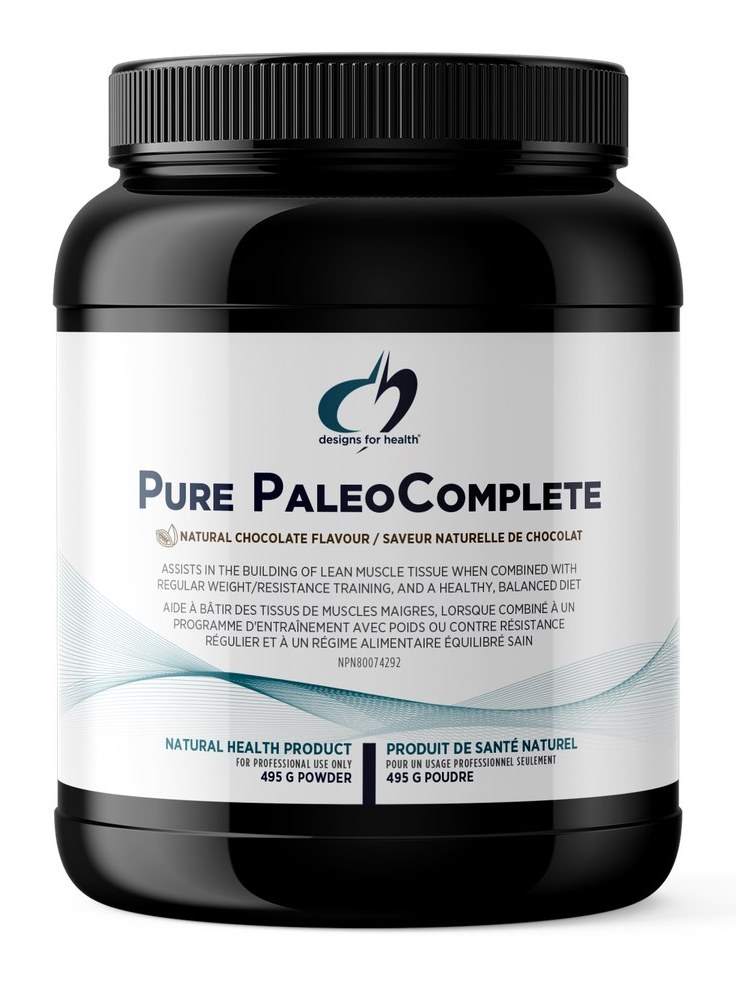 designs for health®
PURE PALEOCOMPLETE
NATURAL CHOCOLATE FLAVOUR / SAVEUR NATURELLE DE CHOCOLAT
ASSISTS IN THE BUILDING OF LEAN MUSCLE TISSUE WHEN COMBINED WITH
REGULAR WEIGHT/RESISTANCE TRAINING, AND A HEALTHY, BALANCED DIET
AIDE À BÂTIR DES TISSUS DE MUSCLES MAIGRES, LORSQUE COMBINÉ À UN
PROGRAMME D'ENTRAÎNEMENT AVEC POIDS OU CONTRE RÉSISTANCE
RÉGULIER ET À UN RÉGIME ALIMENTAIRE ÉQUILIBRÉ SAIN
NPN80074292
NATURAL HEALTH PRODUCT
FOR PROFESSIONAL USE ONLY
495 G POWDER
PRODUIT DE SANTÉ NATUREL
POUR UN USAGE PROFESSIONNEL SEULEMENT
495 G POUDRE